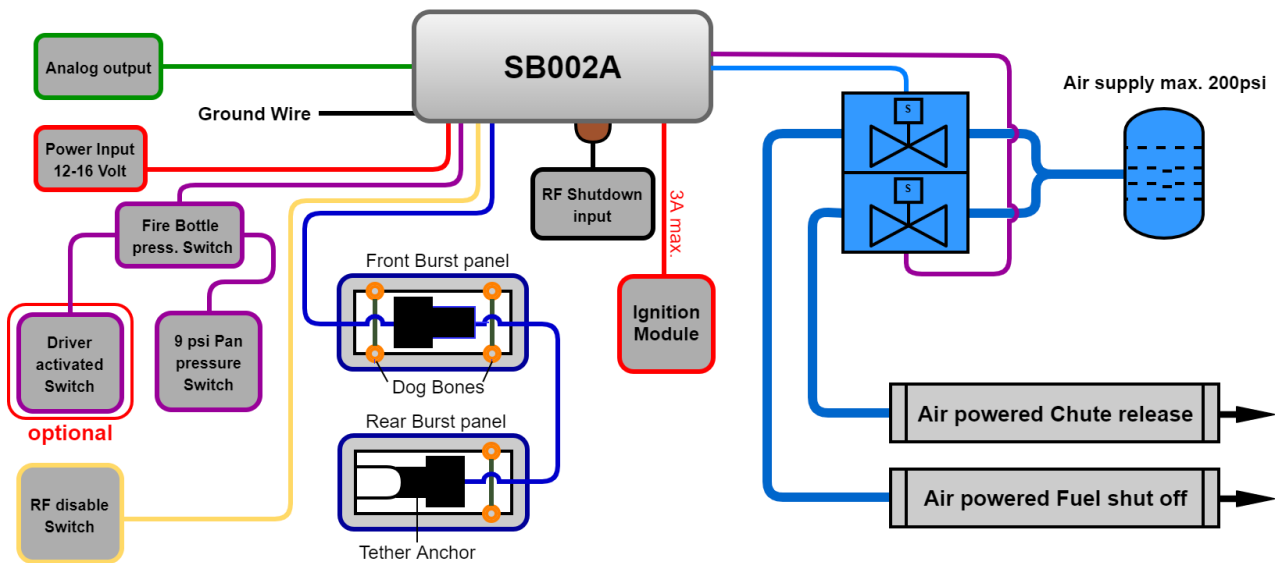 SB002A
Analog output
Ground Wire
Power Input
12-16 Volt
Fire Bottle
press. Switch
Driver
activated
Switch
optional
9 psi Pan
pressure
Switch
RF disable
Switch
Front Burst panel
Dog Bones
Rear Burst panel
Tether Anchor
RF Shutdown
input
3A max.
Ignition
Module
S
S
Air supply max. 200psi
Air powered Chute release
Air powered Fuel shut off